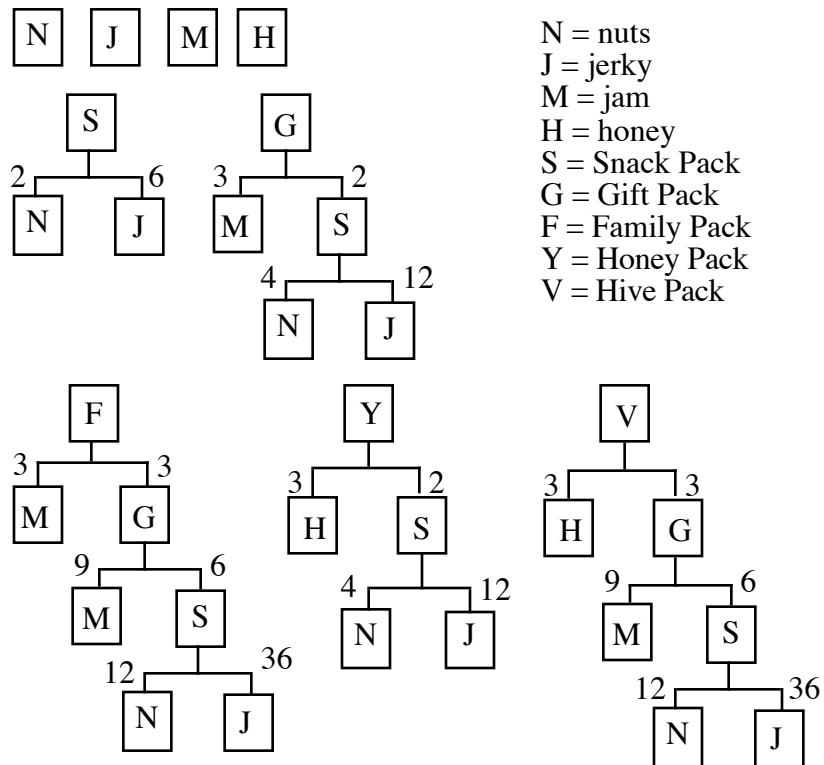 N J M H
N = nuts
J = jerky
M = jam
H = honey
S = Snack Pack
G = Gift Pack
F = Family Pack
Y = Honey Pack
V = Hive Pack
S
2 6
N J
G
3 2
M S
4 12
N J
F
3 3
M G
9 6
M S
12 36
N J
Y
3 2
H S
4 12
N J
V
3 3
H G
9 6
M S
12 36
N J